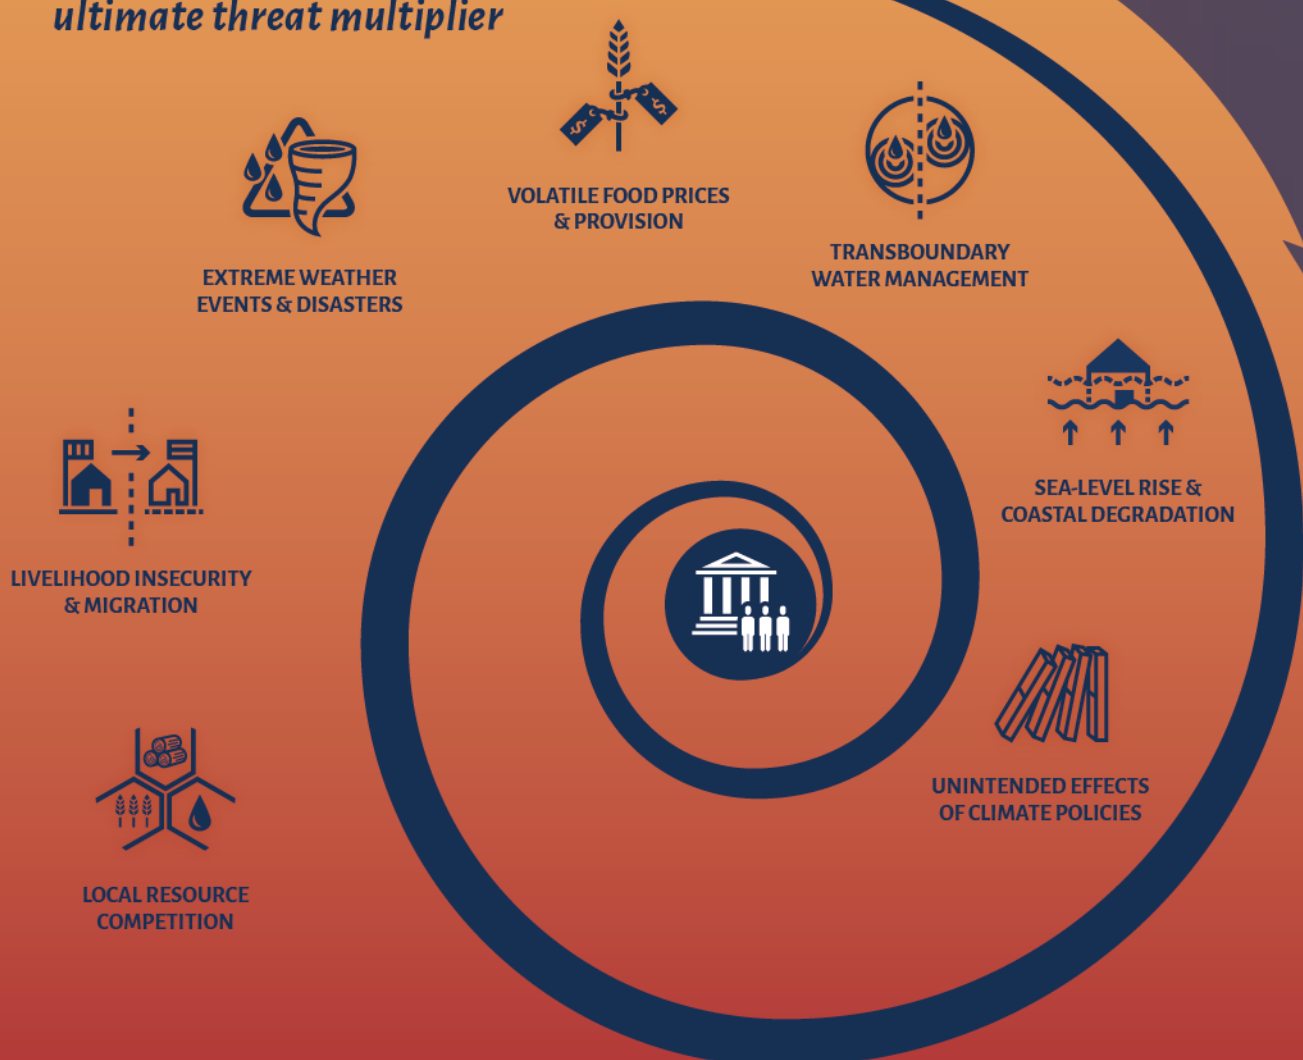 ultimate threat multiplier
VOLATILE FOOD PRICES
& PROVISION
TRANSBOUNDARY
WATER MANAGEMENT
EXTREME WEATHER
EVENTS & DISASTERS
SEA-LEVEL RISE &
COASTAL DEGRADATION
LIVELIHOOD INSECURITY
& MIGRATION
UNINTENDED EFFECTS
OF CLIMATE POLICIES
LOCAL RESOURCE
COMPETITION